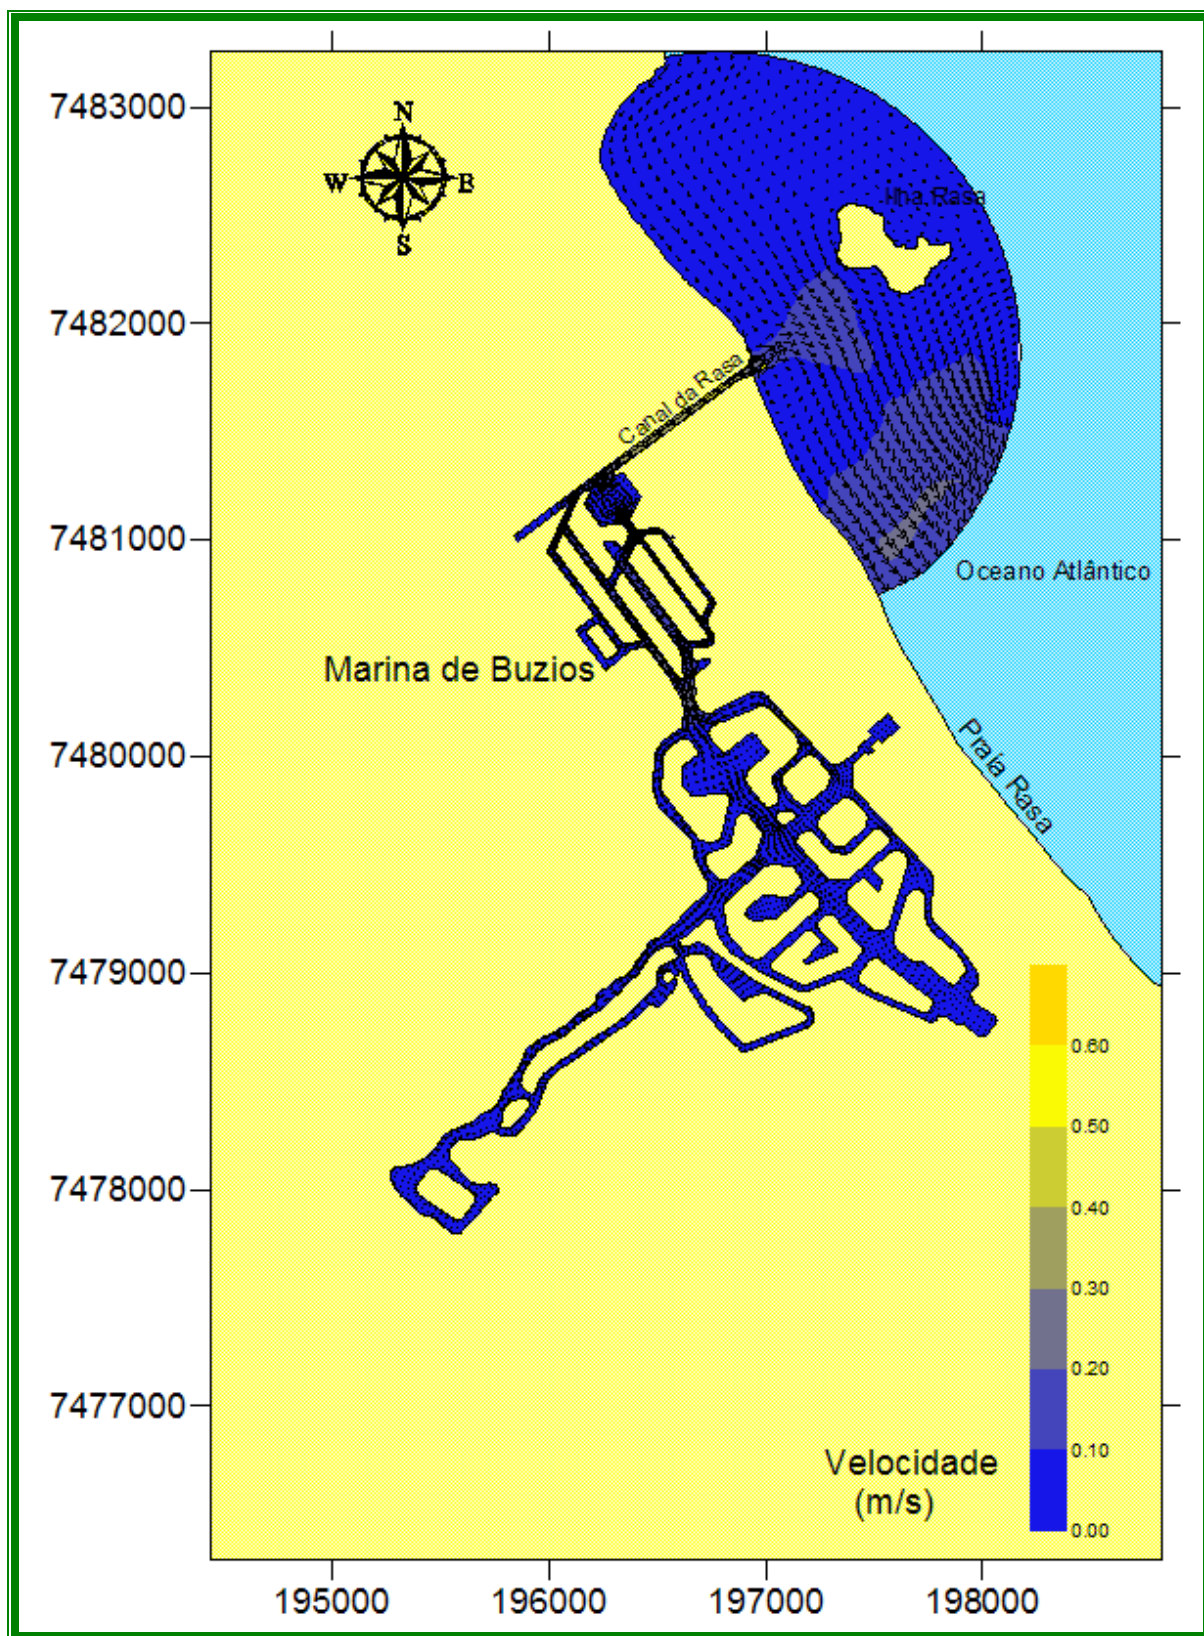 7483000
N
W
E
S
Ilha Rasa
7482000
Canal da Rasa
7481000
Oceano Atlântico
Marina de Buzios
Praia Rasa
7480000
7479000
0.60
0.50
7478000
0.40
0.30
0.20
7477000
0.10
Velocidade
(m/s)
0.00
195000
196000
197000
198000